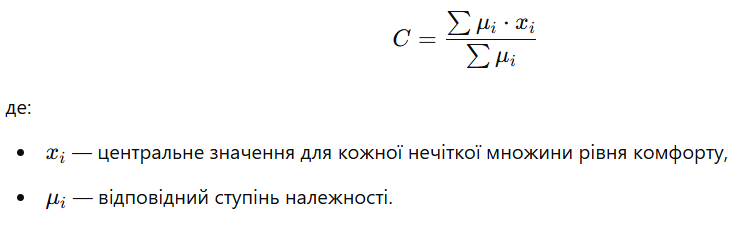 C = ∑ μᵢ · xᵢ / ∑ μᵢ
де:
• xᵢ — центральне значення для кожної нечіткої множини рівня комфорту,
• μᵢ — відповідний ступінь належності.